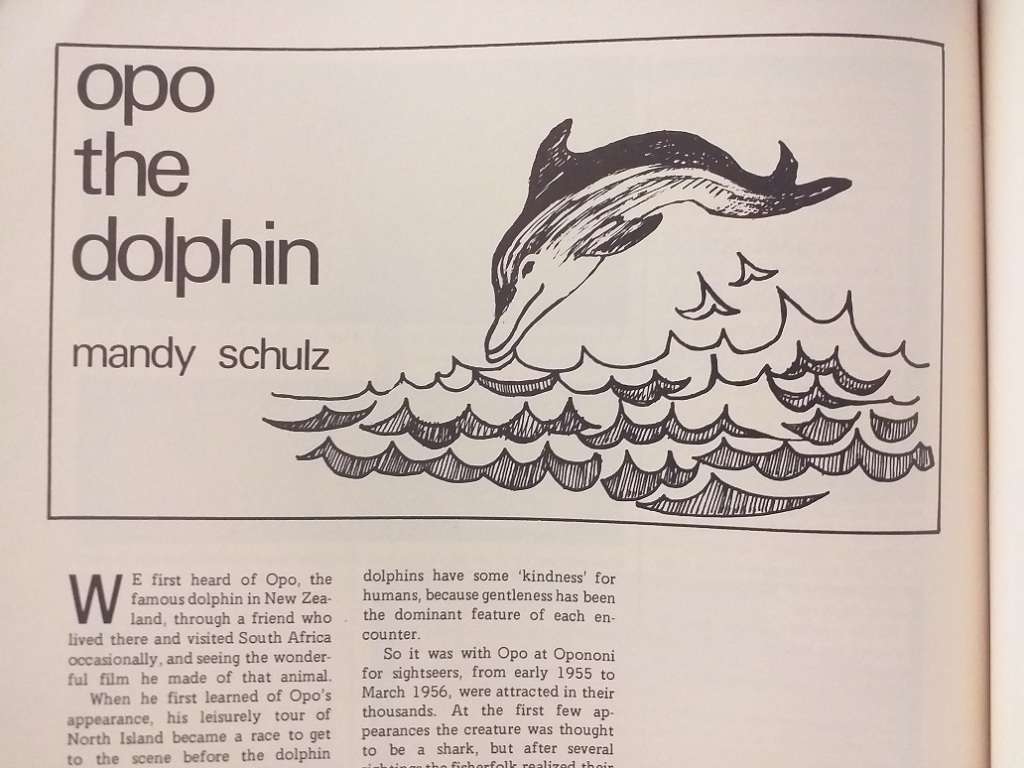 opo
the
dolphin
mandy schulz
WE first heard of Opo, the
famous dolphin in New Zea-
land, through a friend who
lived there and visited South Africa
occasionally, and seeing the wonder-
ful film he made of that animal.
When he first learned of Opo's
appearance, his leisurely tour of
North Island became a race to get
to the scene before the dolphin
dolphins have some 'kindness' for
humans, because gentleness has been
the dominant feature of each en-
counter.
So it was with Opo at Opononi
for sightseers, from early 1955 to
March 1956, were attracted in their
thousands. At the first few ap-
pearances the creature was thought
to be a shark, but after several
sightings the fisherfolk realized their